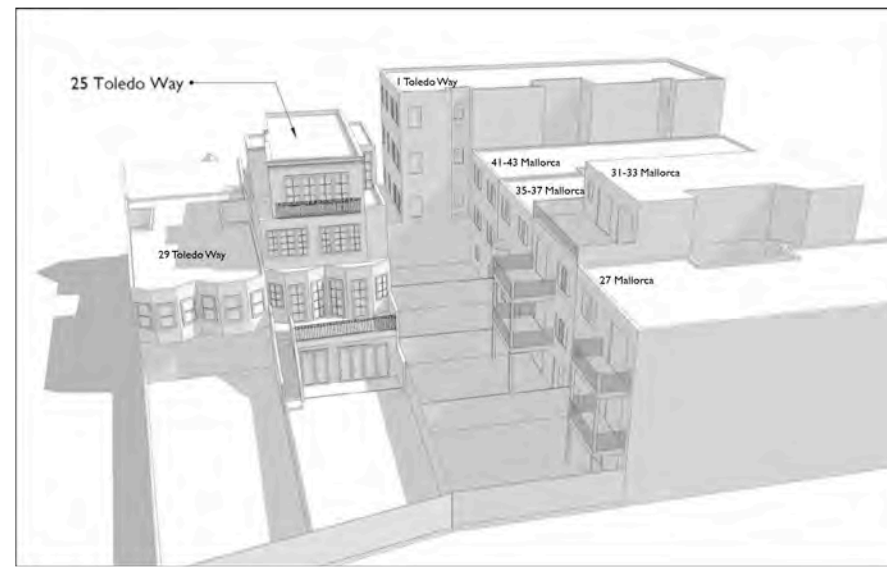 25 Toledo Way
1 Toledo Way
41-43 Mallorca
31-33 Mallorca
35-37 Mallorca
29 Toledo Way
27 Mallorca